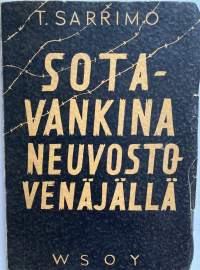 T. SARRIMO
SOTA-
VANKINA
NEUVOSTO-
VENÄJÄLLÄ
WSOY